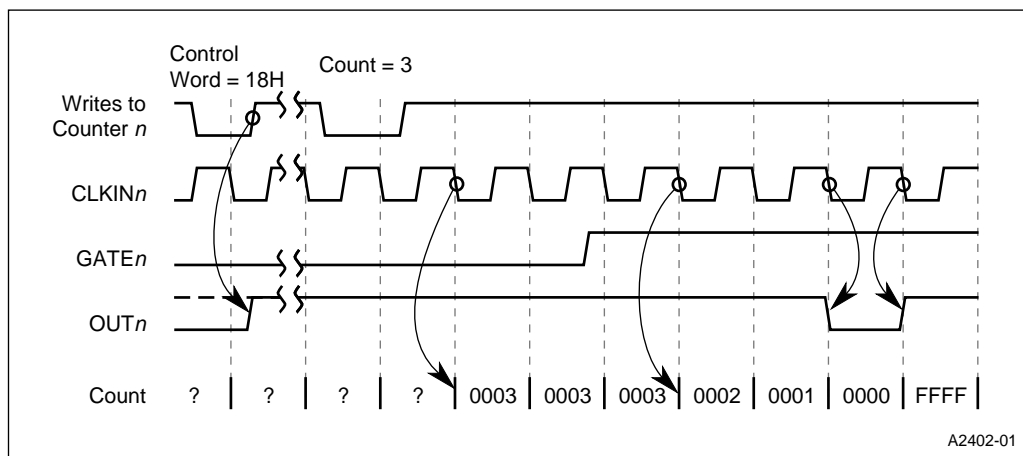 Control
Word = 18H
Count = 3
Writes to
Counter n
CLKINn
GATEn
OUTn
Count ? ? ? ? 0003 0003 0003 0002 0001 0000 FFFF
A2402-01